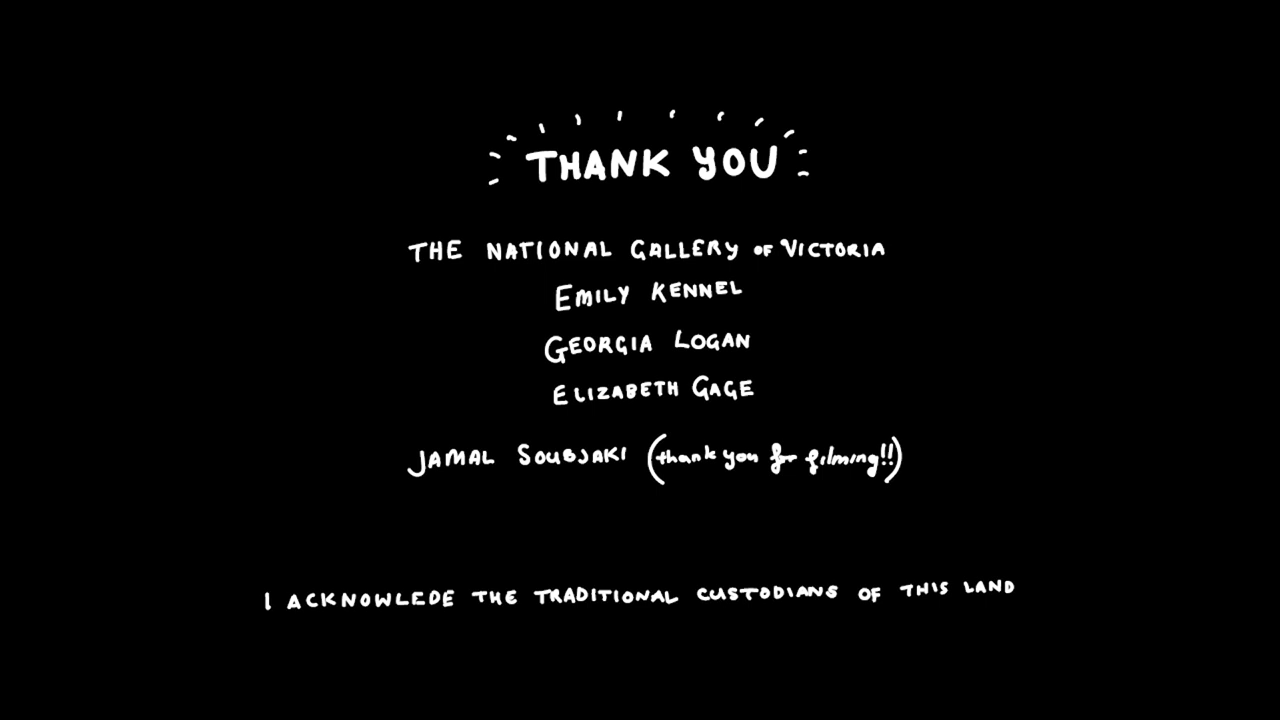 THANK YOU
THE NATIONAL GALLERY OF VICTORIA
EMILY KENNEL
GEORGIA LOGAN
ELIZABETH GAGE
JAMAL SOUBJAKI (thank you for filming!!)
I ACKNOWLEDE THE TRADITIONAL CUSTODIANS OF THIS LAND